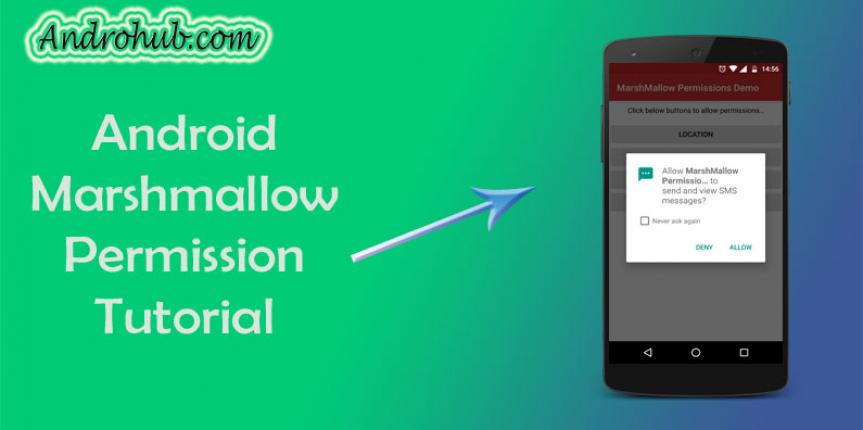 Androhub.com
Android
Marshmallow
Permission
Tutorial
14:56
MarshMallow Permissions Demo
Click below buttons to allow permissions...
LOCATION
Allow MarshMallow
Permissio... to
send and view SMS
messages?
Never ask again
DENY
ALLOW